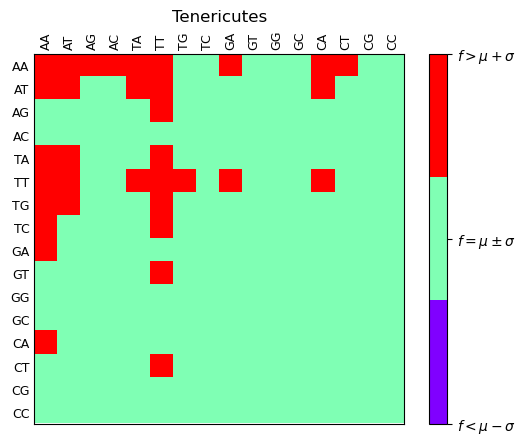 Tenericutes
AA AT AG AC TA TT TG TC GA GT GG GC CA CT CG CC
AA
AT
AG
AC
TA
TT
TG
TC
GA
GT
GG
GC
CA
CT
CG
CC
f > μ + σ
f = μ ± σ
f < μ − σ